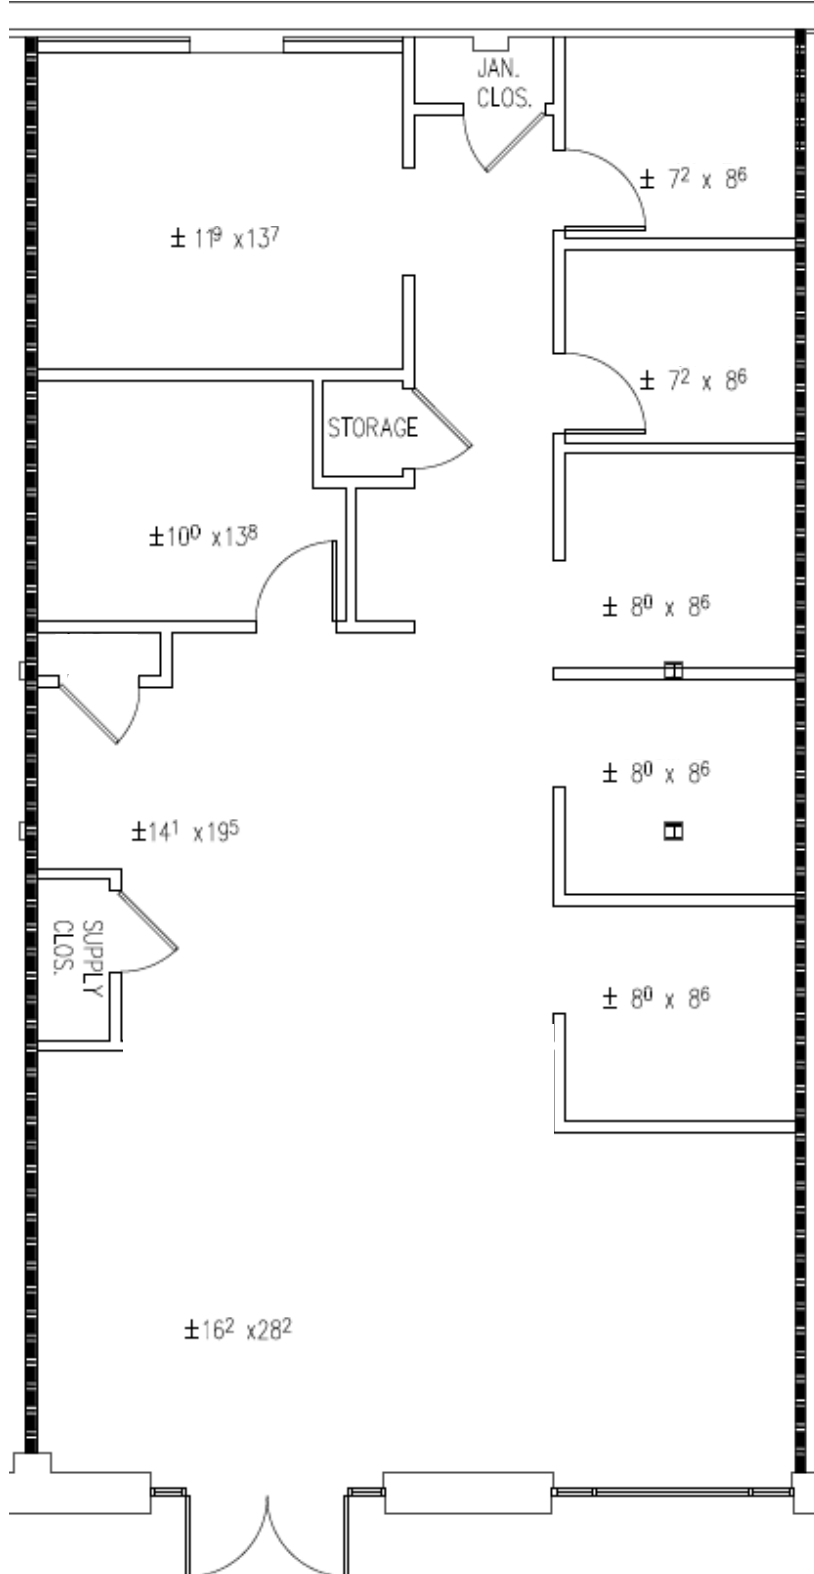 JAN.
CLOS.
± 7² x 8⁶
± 11⁹ x13⁷
± 7² x 8⁶
STORAGE
±10⁰ x13⁸
± 8⁰ x 8⁶
± 8⁰ x 8⁶
±14¹ x19⁵
SUPPLY
CLOS.
± 8⁰ x 8⁶
±16² x28²